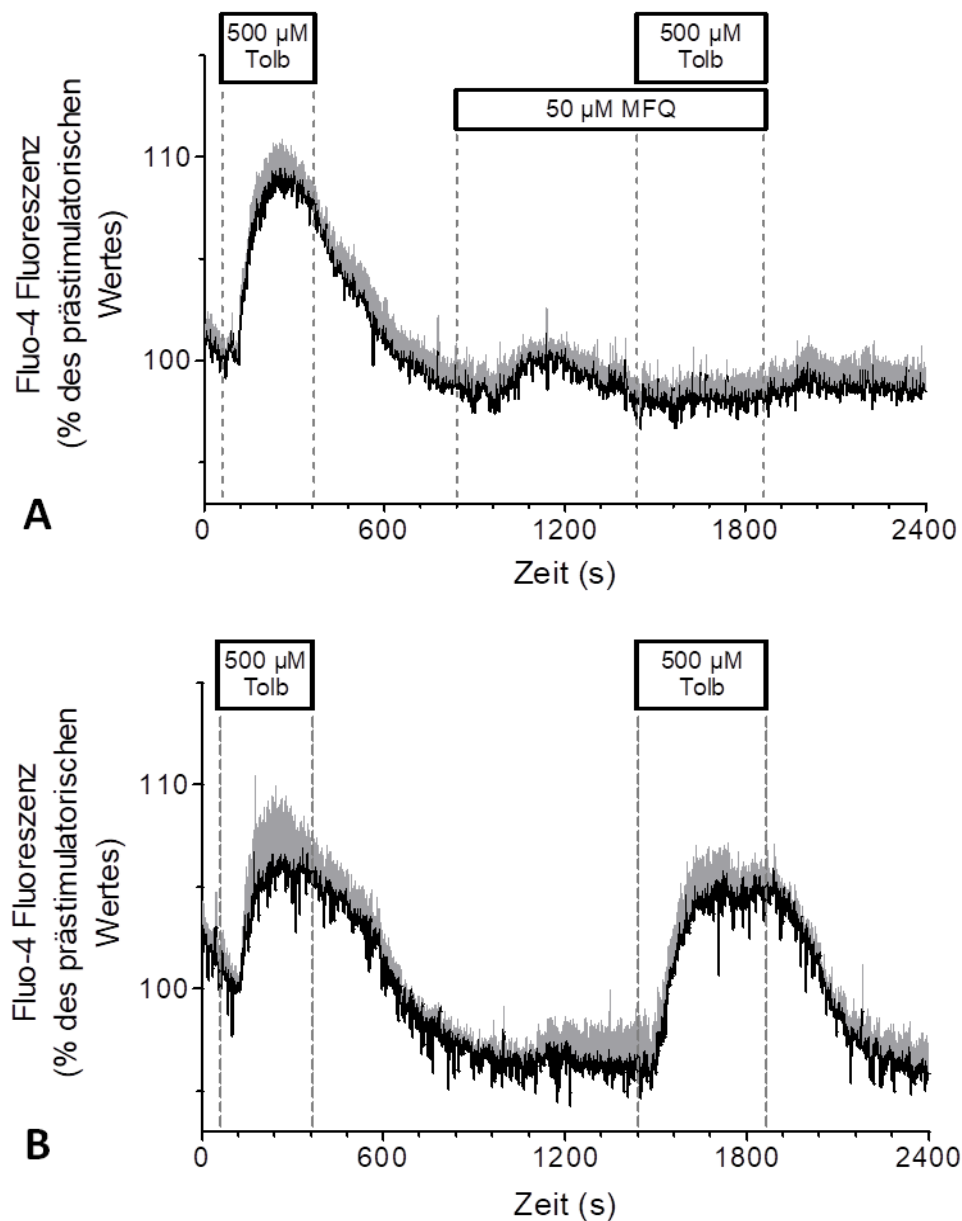 500 µM
Tolb
500 µM
Tolb
50 µM MFQ
Fluo-4 Fluoreszenz
(% des prästimulatorischen
Wertes)
110
100
A
0
600
1200
1800
2400
Zeit (s)
500 µM
Tolb
500 µM
Tolb
Fluo-4 Fluoreszenz
(% des prästimulatorischen
Wertes)
110
100
B
0
600
1200
1800
2400
Zeit (s)